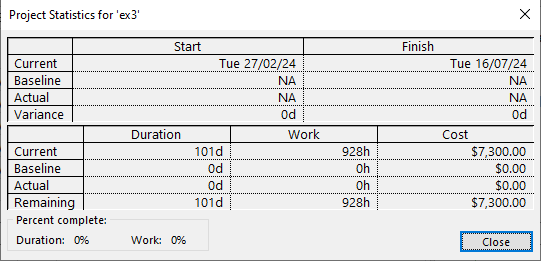 Project Statistics for 'ex3'
Start Finish
Current Tue 27/02/24 Tue 16/07/24
Baseline NA NA
Actual NA NA
Variance 0d 0d
Duration Work Cost
Current 101d 928h $7,300.00
Baseline 0d 0h $0.00
Actual 0d 0h $0.00
Remaining 101d 928h $7,300.00
Percent complete:
Duration: 0% Work: 0% Close